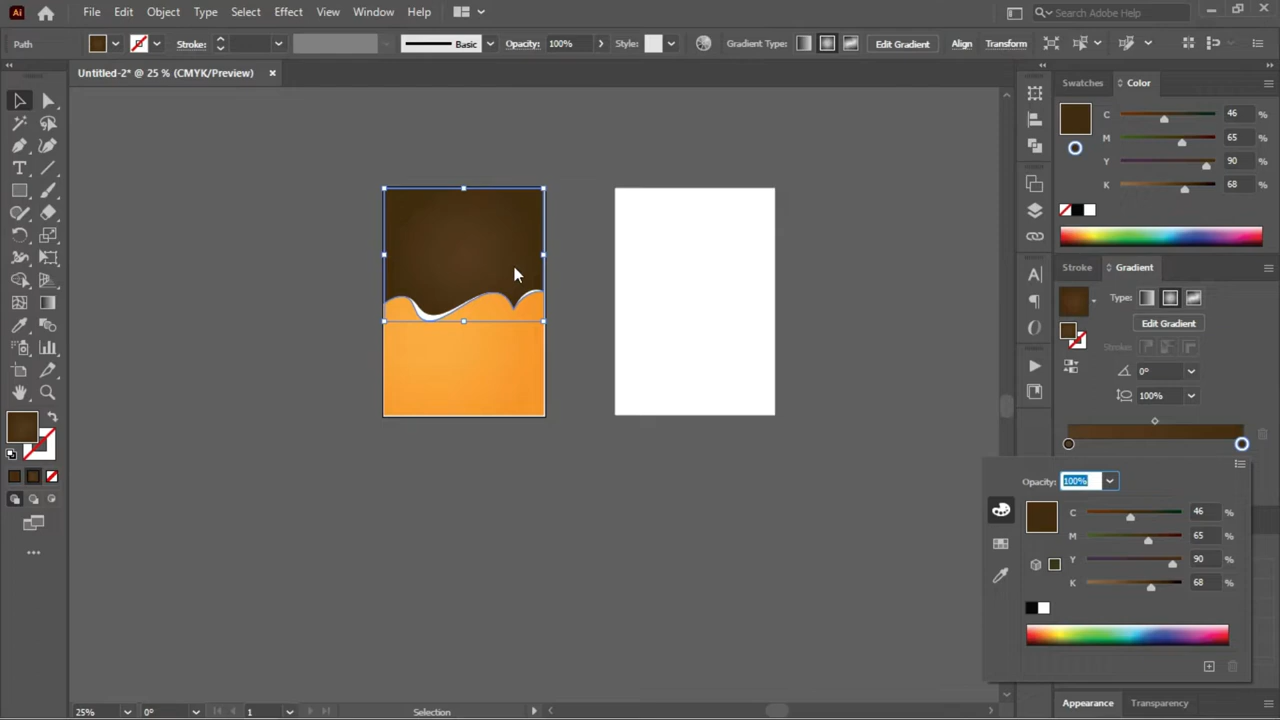 Ai File Edit Object Type Select Effect View Window Help Search Adobe Help
Path Stroke: Basic Opacity: 100% Style: Gradient Type: Edit Gradient Align Transform
Untitled-2* @ 25 % (CMYK/Preview) ×
Swatches Color
C 46 %
M 65 %
Y 90 %
K 68 %
Stroke Gradient
Type:
Edit Gradient
Strokes
0°
100%
Opacity: 100%
C 46 %
M 65 %
Y 90 %
K 68 %
Appearance Transparency
25% 0° 1 Selection